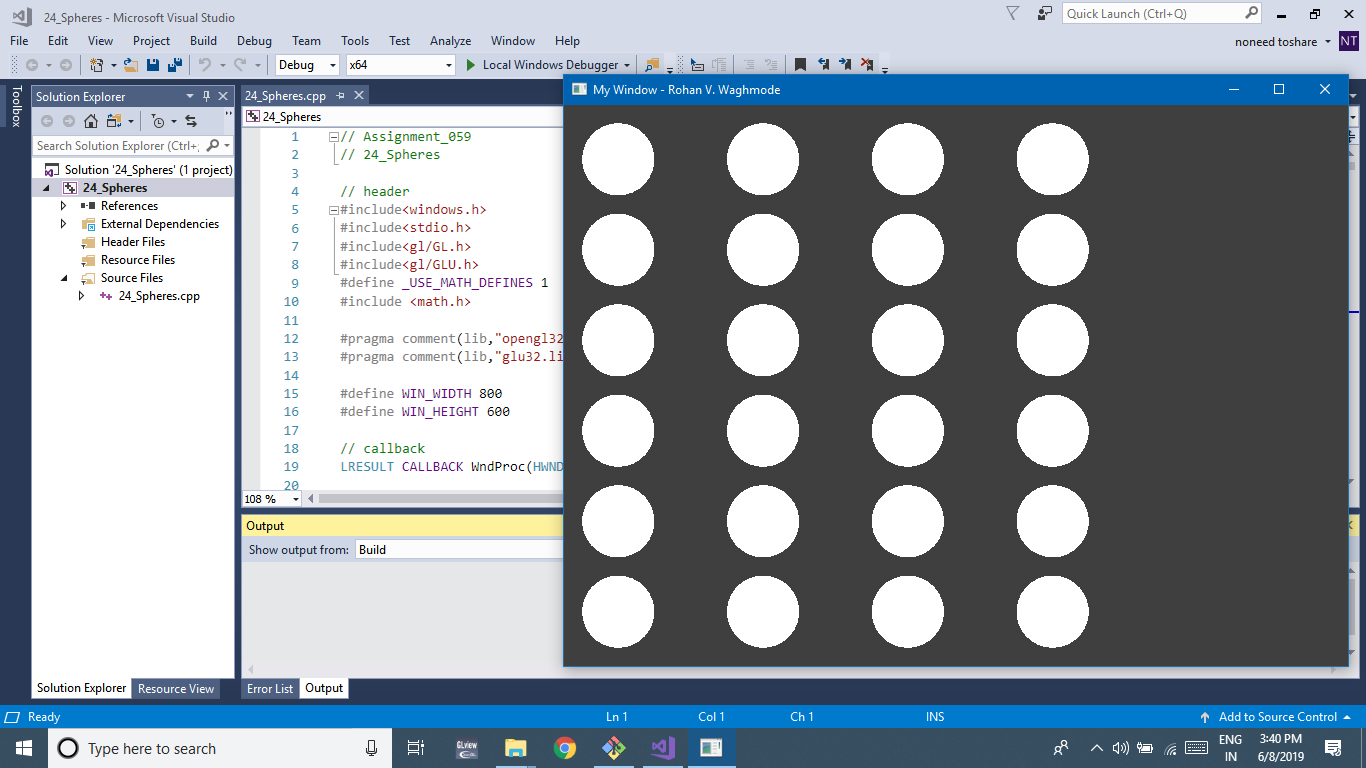 24_Spheres - Microsoft Visual Studio
Quick Launch (Ctrl+Q)
File Edit View Project Build Debug Team Tools Test Analyze Window Help
noneed toshare NT
Debug x64 Local Windows Debugger
Toolbox
Solution Explorer
Search Solution Explorer (Ctrl+;
Solution '24_Spheres' (1 project)
24_Spheres
References
External Dependencies
Header Files
Resource Files
Source Files
24_Spheres.cpp
Solution Explorer Resource View
24_Spheres.cpp
24_Spheres
1 // Assignment_059
2 // 24_Spheres
3
4 // header
5 #include<windows.h>
6 #include<stdio.h>
7 #include<gl/GL.h>
8 #include<gl/GLU.h>
9 #define _USE_MATH_DEFINES 1
10 #include <math.h>
11
12 #pragma comment(lib,"opengl32
13 #pragma comment(lib,"glu32.li
14
15 #define WIN_WIDTH 800
16 #define WIN_HEIGHT 600
17
18 // callback
19 LRESULT CALLBACK WndProc(HWND
20
108 %
Output
Show output from: Build
Error List Output
My Window - Rohan V. Waghmode
Ready Ln 1 Col 1 Ch 1 INS Add to Source Control
Type here to search
GLview
ENG
IN
3:40 PM
6/8/2019